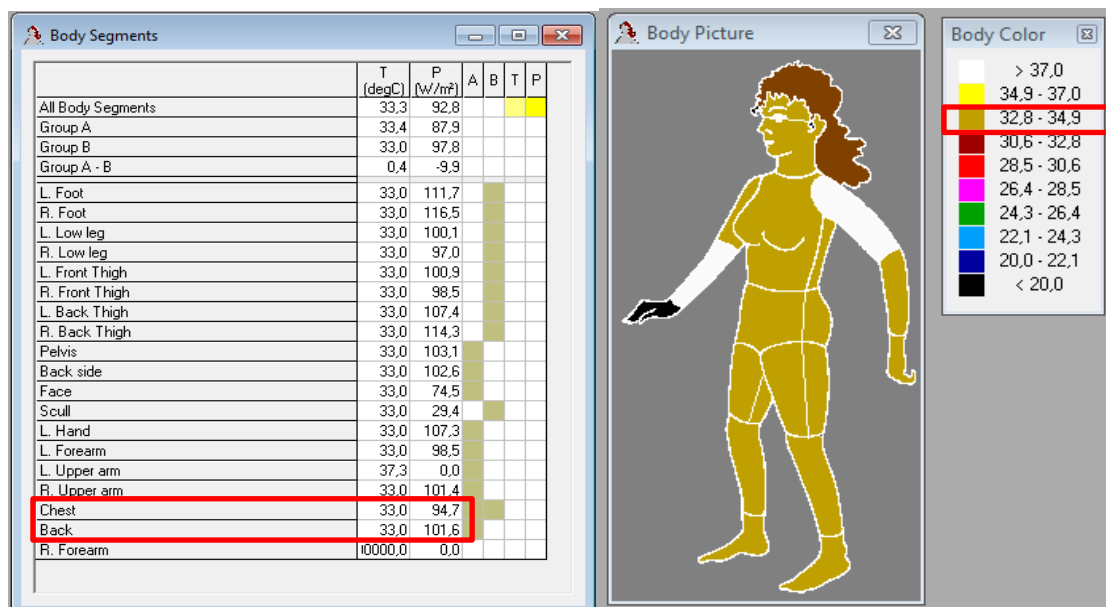 Body Segments
T P A B T P
(degC) (W/m²)
All Body Segments 33,3 92,8
Group A 33,4 87,9
Group B 33,0 97,8
Group A - B 0,4 -9,9
L. Foot 33,0 111,7
R. Foot 33,0 116,5
L. Low leg 33,0 100,1
R. Low leg 33,0 97,0
L. Front Thigh 33,0 100,9
R. Front Thigh 33,0 98,5
L. Back Thigh 33,0 107,4
R. Back Thigh 33,0 114,3
Pelvis 33,0 103,1
Back side 33,0 102,6
Face 33,0 74,5
Scull 33,0 29,4
L. Hand 33,0 107,3
L. Forearm 33,0 98,5
L. Upper arm 37,3 0,0
R. Upper arm 33,0 101,4
Chest 33,0 94,7
Back 33,0 101,6
R. Forearm 0000,0 0,0
Body Picture
Body Color
> 37,0
34,9 - 37,0
32,8 - 34,9
30,6 - 32,8
28,5 - 30,6
26,4 - 28,5
24,3 - 26,4
22,1 - 24,3
20,0 - 22,1
< 20,0